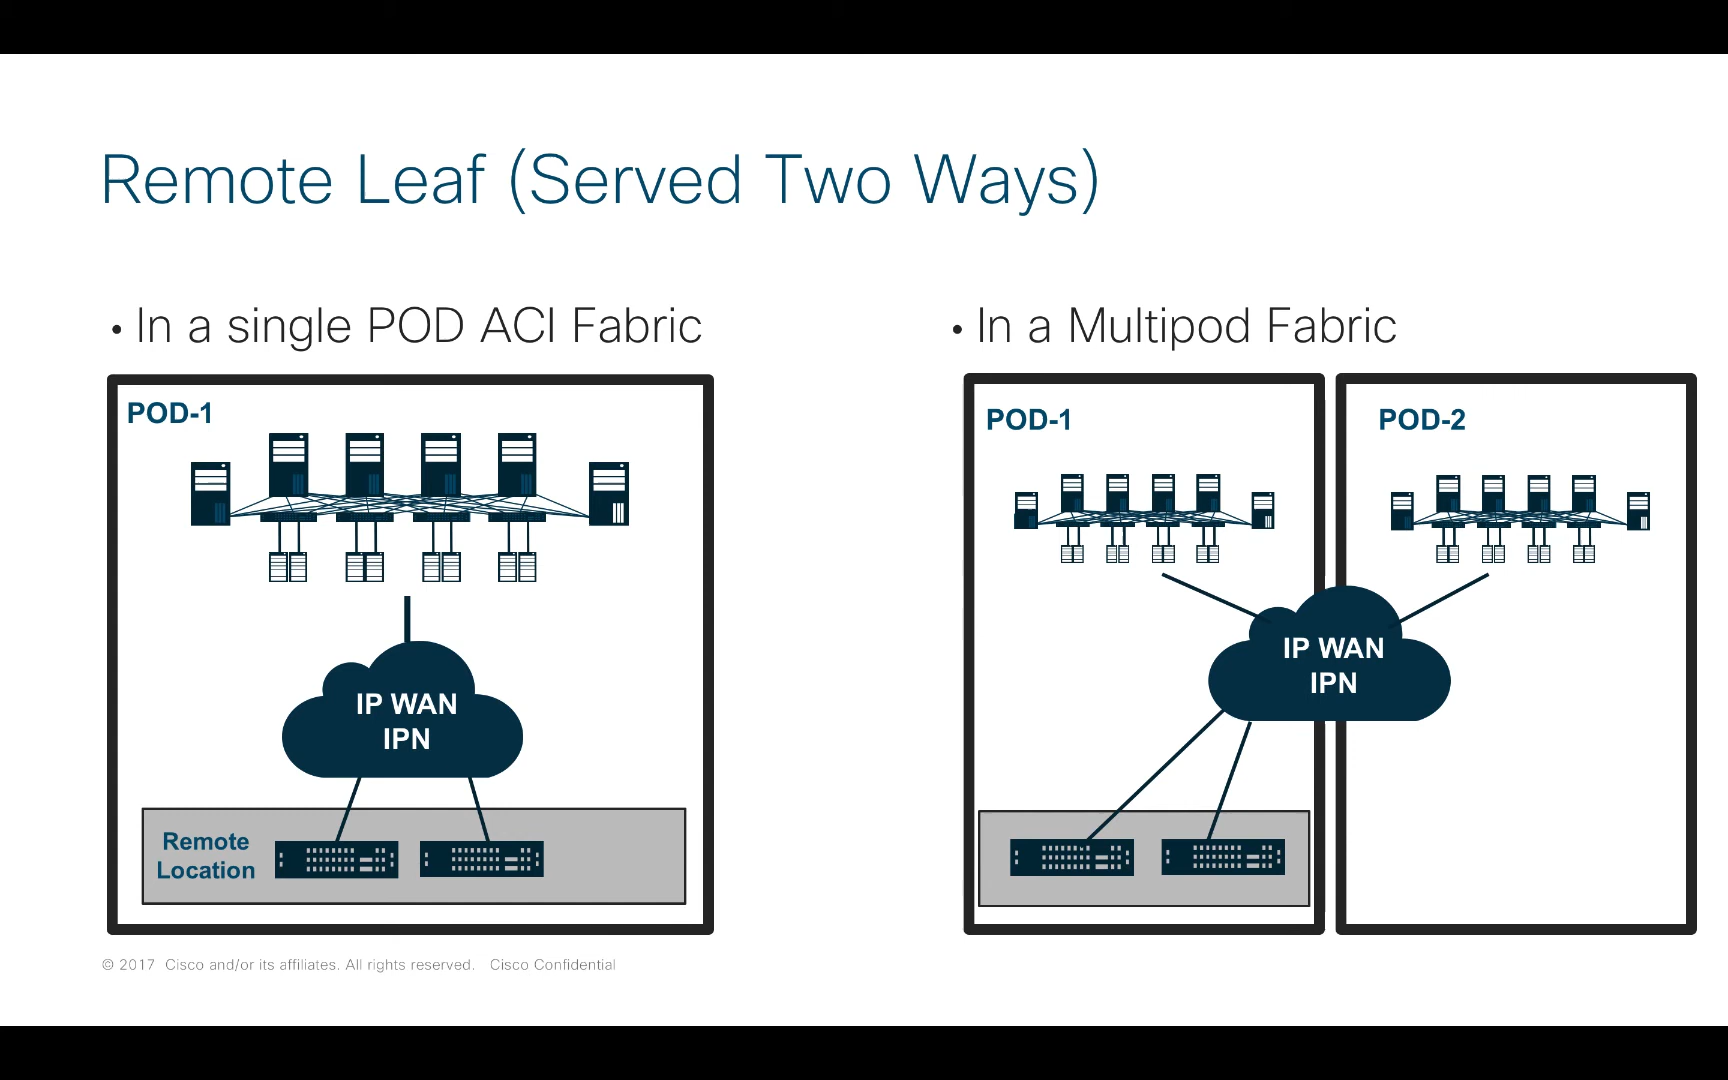 Remote Leaf (Served Two Ways)
• In a single POD ACI Fabric
POD-1
IP WAN
IPN
Remote
Location
• In a Multipod Fabric
POD-1
POD-2
IP WAN
IPN
© 2017 Cisco and/or its affiliates. All rights reserved. Cisco Confidential